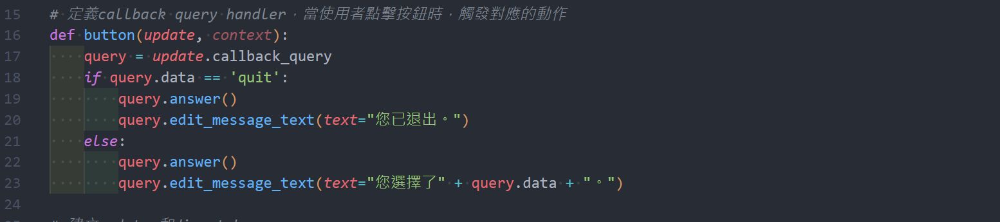 15 # 定義callback query handler，當使用者點擊按鈕時，觸發對應的動作
16 def button(update, context):
17     query = update.callback_query
18     if query.data == 'quit':
19         query.answer()
20         query.edit_message_text(text="您已退出。")
21     else:
22         query.answer()
23         query.edit_message_text(text="您選擇了" + query.data + "。")
24